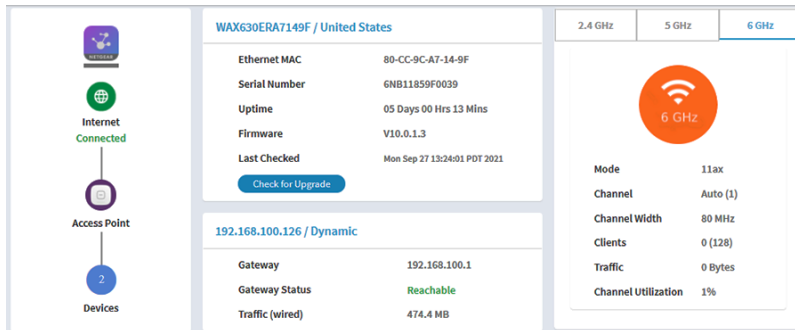 NETGEAR
Internet
Connected
Access Point
2
Devices
WAX630ERA7149F / United States
Ethernet MAC 80-CC-9C-A7-14-9F
Serial Number 6NB11859F0039
Uptime 05 Days 00 Hrs 13 Mins
Firmware V10.0.1.3
Last Checked Mon Sep 27 13:24:01 PDT 2021
Check for Upgrade
192.168.100.126 / Dynamic
Gateway 192.168.100.1
Gateway Status Reachable
Traffic (wired) 474.4 MB
2.4 GHz 5 GHz 6 GHz
6 GHz
Mode 11ax
Channel Auto (1)
Channel Width 80 MHz
Clients 0 (128)
Traffic 0 Bytes
Channel Utilization 1%